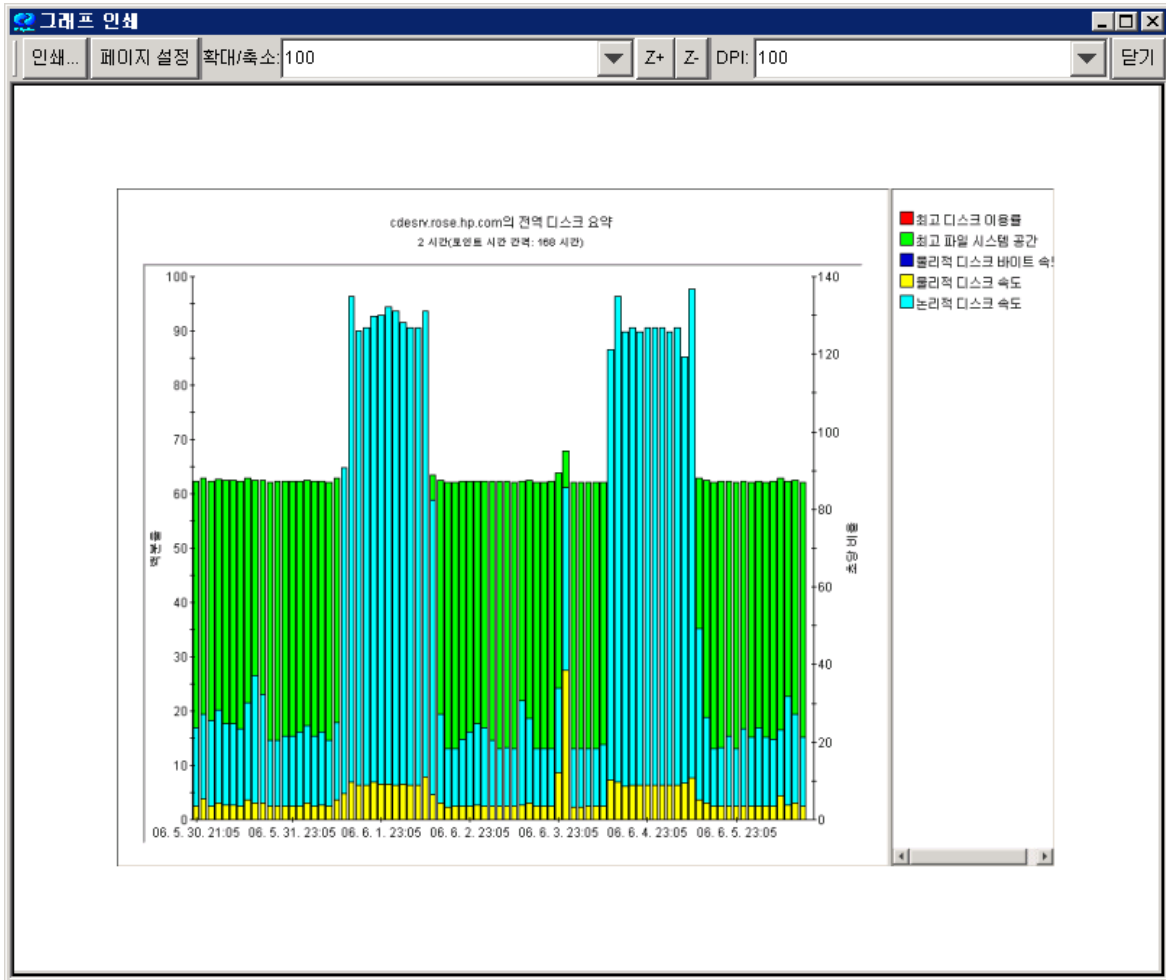 그래프 인쇄
인쇄... 페이지 설정 확대/축소: 100 Z+ Z- DPI: 100 닫기
cdesrv.rose.hp.com의 전역 디스크 요약
2 시간(포인트 시간 간격: 168 시간)
최고 디스크 이용률
최고 파일 시스템 공간
물리적 디스크 바이트 속
물리적 디스크 속도
논리적 디스크 속도
100
90
80
70
60
50
40
30
20
10
0
백분율
140
120
100
80
60
40
20
0
초당 비율
06. 5. 30. 21:05 06. 5. 31. 23:05 06. 6. 1. 23:05 06. 6. 2. 23:05 06. 6. 3. 23:05 06. 6. 4. 23:05 06. 6. 5. 23:05